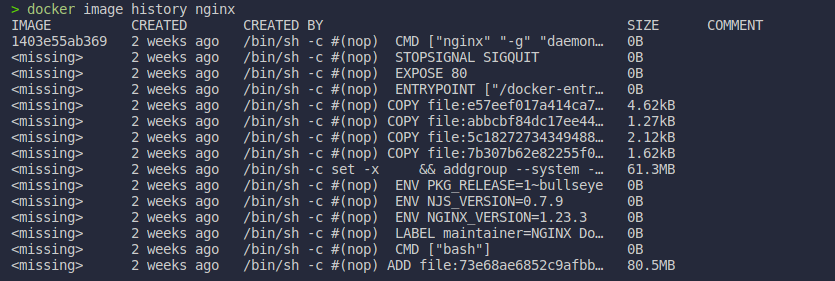 > docker image history nginx
IMAGE          CREATED       CREATED BY                                      SIZE      COMMENT
1403e55ab369   2 weeks ago   /bin/sh -c #(nop)  CMD ["nginx" "-g" "daemon…   0B
<missing>      2 weeks ago   /bin/sh -c #(nop)  STOPSIGNAL SIGQUIT           0B
<missing>      2 weeks ago   /bin/sh -c #(nop)  EXPOSE 80                    0B
<missing>      2 weeks ago   /bin/sh -c #(nop)  ENTRYPOINT ["/docker-entr…   0B
<missing>      2 weeks ago   /bin/sh -c #(nop) COPY file:e57eef017a414ca7…   4.62kB
<missing>      2 weeks ago   /bin/sh -c #(nop) COPY file:abbcbf84dc17ee44…   1.27kB
<missing>      2 weeks ago   /bin/sh -c #(nop) COPY file:5c18272734349488…   2.12kB
<missing>      2 weeks ago   /bin/sh -c #(nop) COPY file:7b307b62e82255f0…   1.62kB
<missing>      2 weeks ago   /bin/sh -c set -x     && addgroup --system -…   61.3MB
<missing>      2 weeks ago   /bin/sh -c #(nop)  ENV PKG_RELEASE=1~bullseye   0B
<missing>      2 weeks ago   /bin/sh -c #(nop)  ENV NJS_VERSION=0.7.9        0B
<missing>      2 weeks ago   /bin/sh -c #(nop)  ENV NGINX_VERSION=1.23.3     0B
<missing>      2 weeks ago   /bin/sh -c #(nop)  LABEL maintainer=NGINX Do…   0B
<missing>      2 weeks ago   /bin/sh -c #(nop)  CMD ["bash"]                 0B
<missing>      2 weeks ago   /bin/sh -c #(nop) ADD file:73e68ae6852c9afbb…   80.5MB